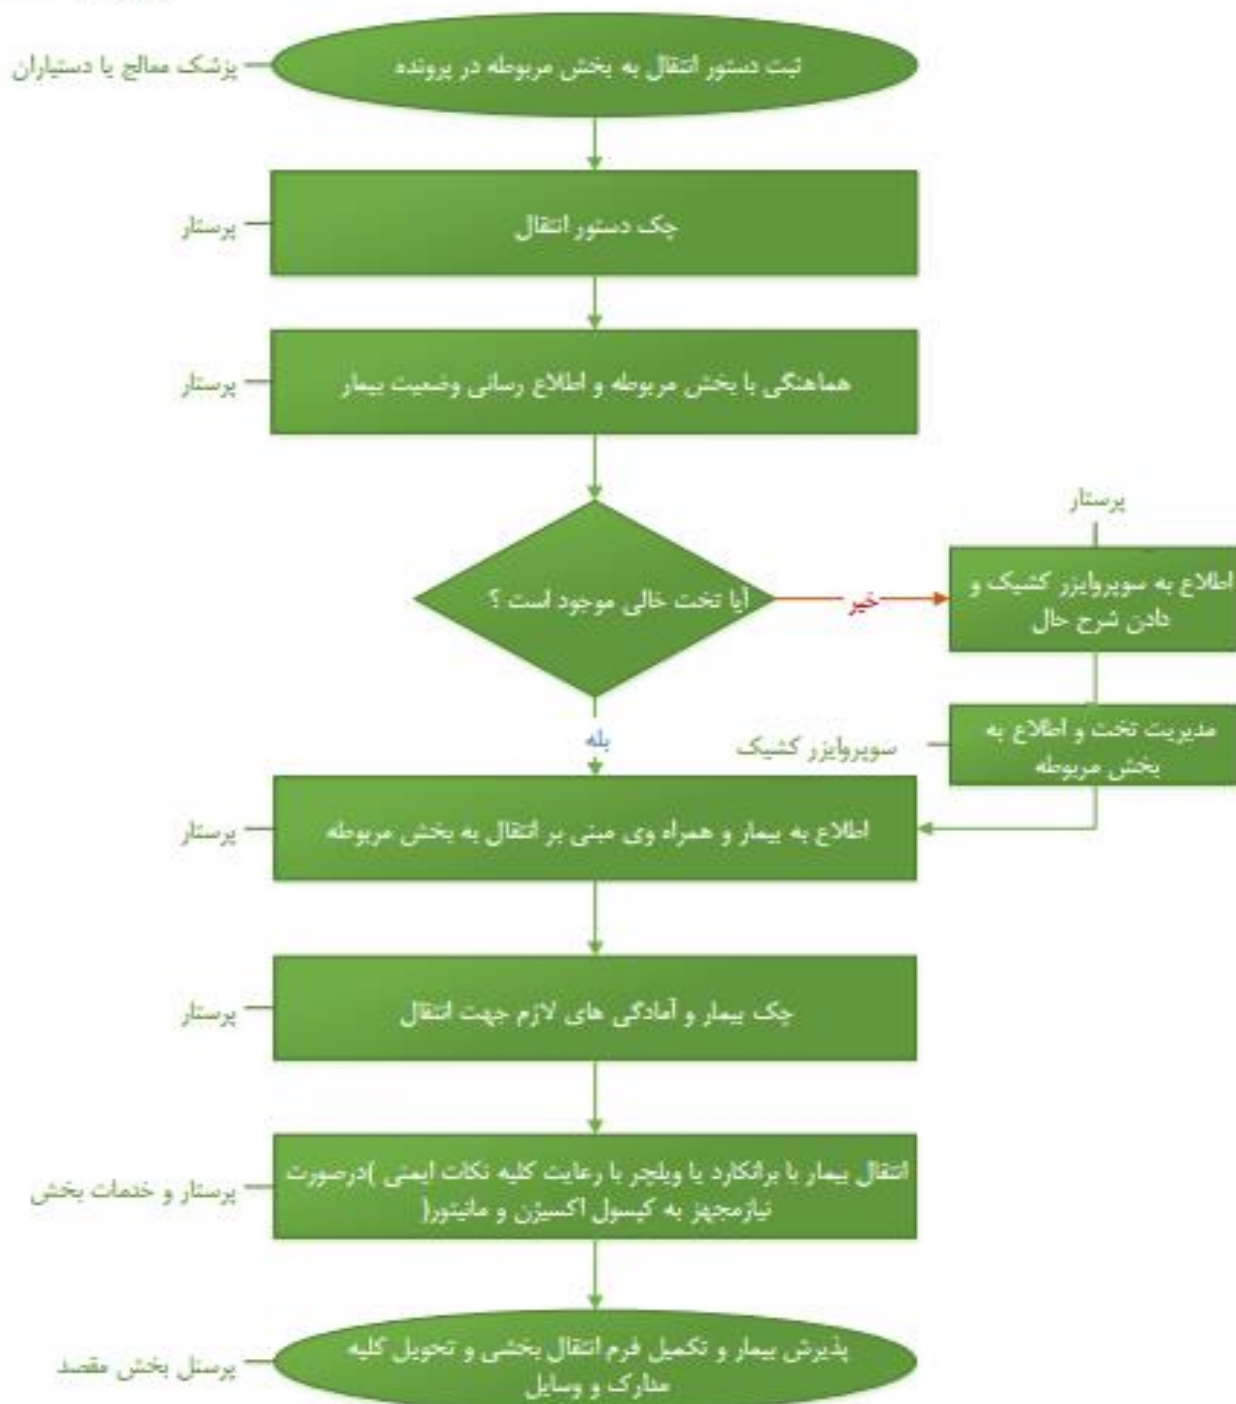 ثبت دستور انتقال به بخش مربوطه در پرونده
پزشک معالج یا دستیاران
چک دستور انتقال
پرستار
هماهنگی با بخش مربوطه و اطلاع رسانی وضعیت بیمار
پرستار
آیا تخت خالی موجود است ؟
خیر
پرستار
اطلاع به سوپروایزر کشیک و
دادن شرح حال
مدیریت تخت و اطلاع به
بخش مربوطه
سوپروایزر کشیک
بله
اطلاع به بیمار و همراه وی مبنی بر انتقال به بخش مربوطه
پرستار
چک بیمار و آمادگی های لازم جهت انتقال
پرستار
انتقال بیمار با برانکارد یا ویلچر با رعایت کلیه نکات ایمنی )درصورت
نیازمجهز به کپسول اکسیژن و مانیتور(
پرستار و خدمات بخش
پذیرش بیمار و تکمیل فرم انتقال بخشی و تحویل کلیه
مدارک و وسایل
پرسنل بخش مقصد